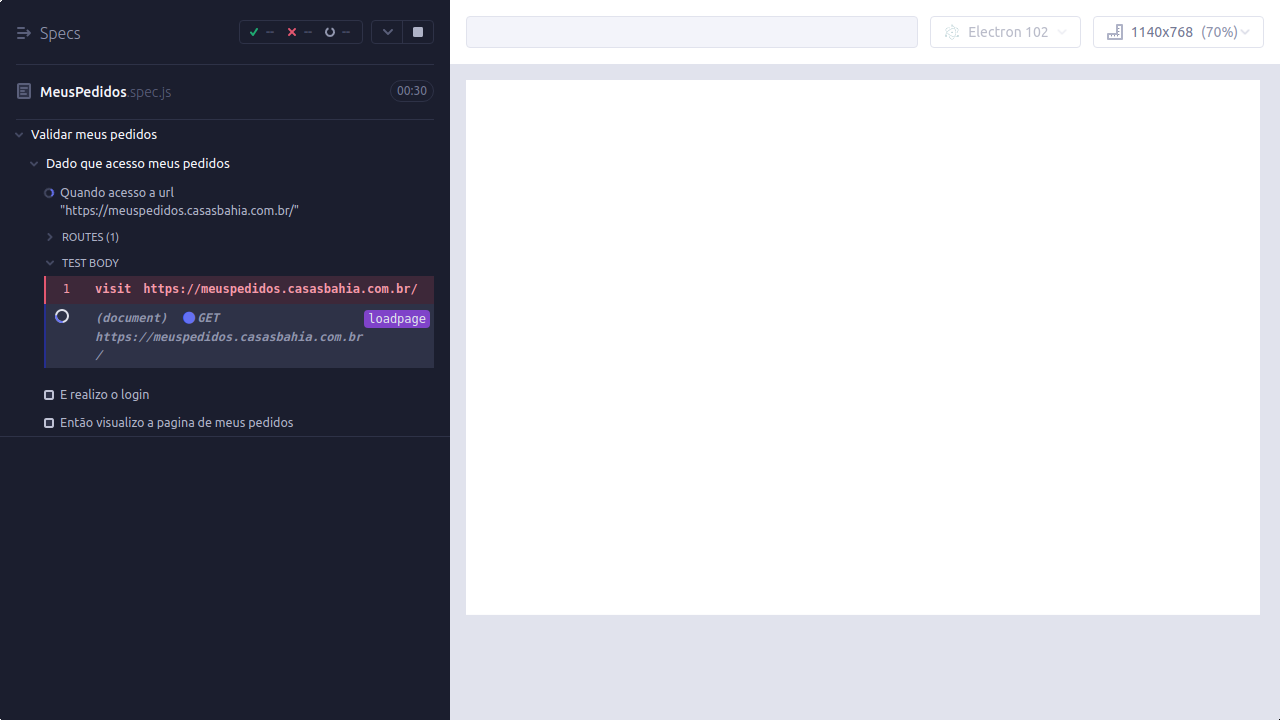 Specs
--
--
--
Electron 102
1140x768 (70%)
MeusPedidos.spec.js
00:30
Validar meus pedidos
Dado que acesso meus pedidos
Quando acesso a url
"https://meuspedidos.casasbahia.com.br/"
ROUTES (1)
TEST BODY
1 visit https://meuspedidos.casasbahia.com.br/
(document) GET loadpage
https://meuspedidos.casasbahia.com.br
/
E realizo o login
Então visualizo a pagina de meus pedidos